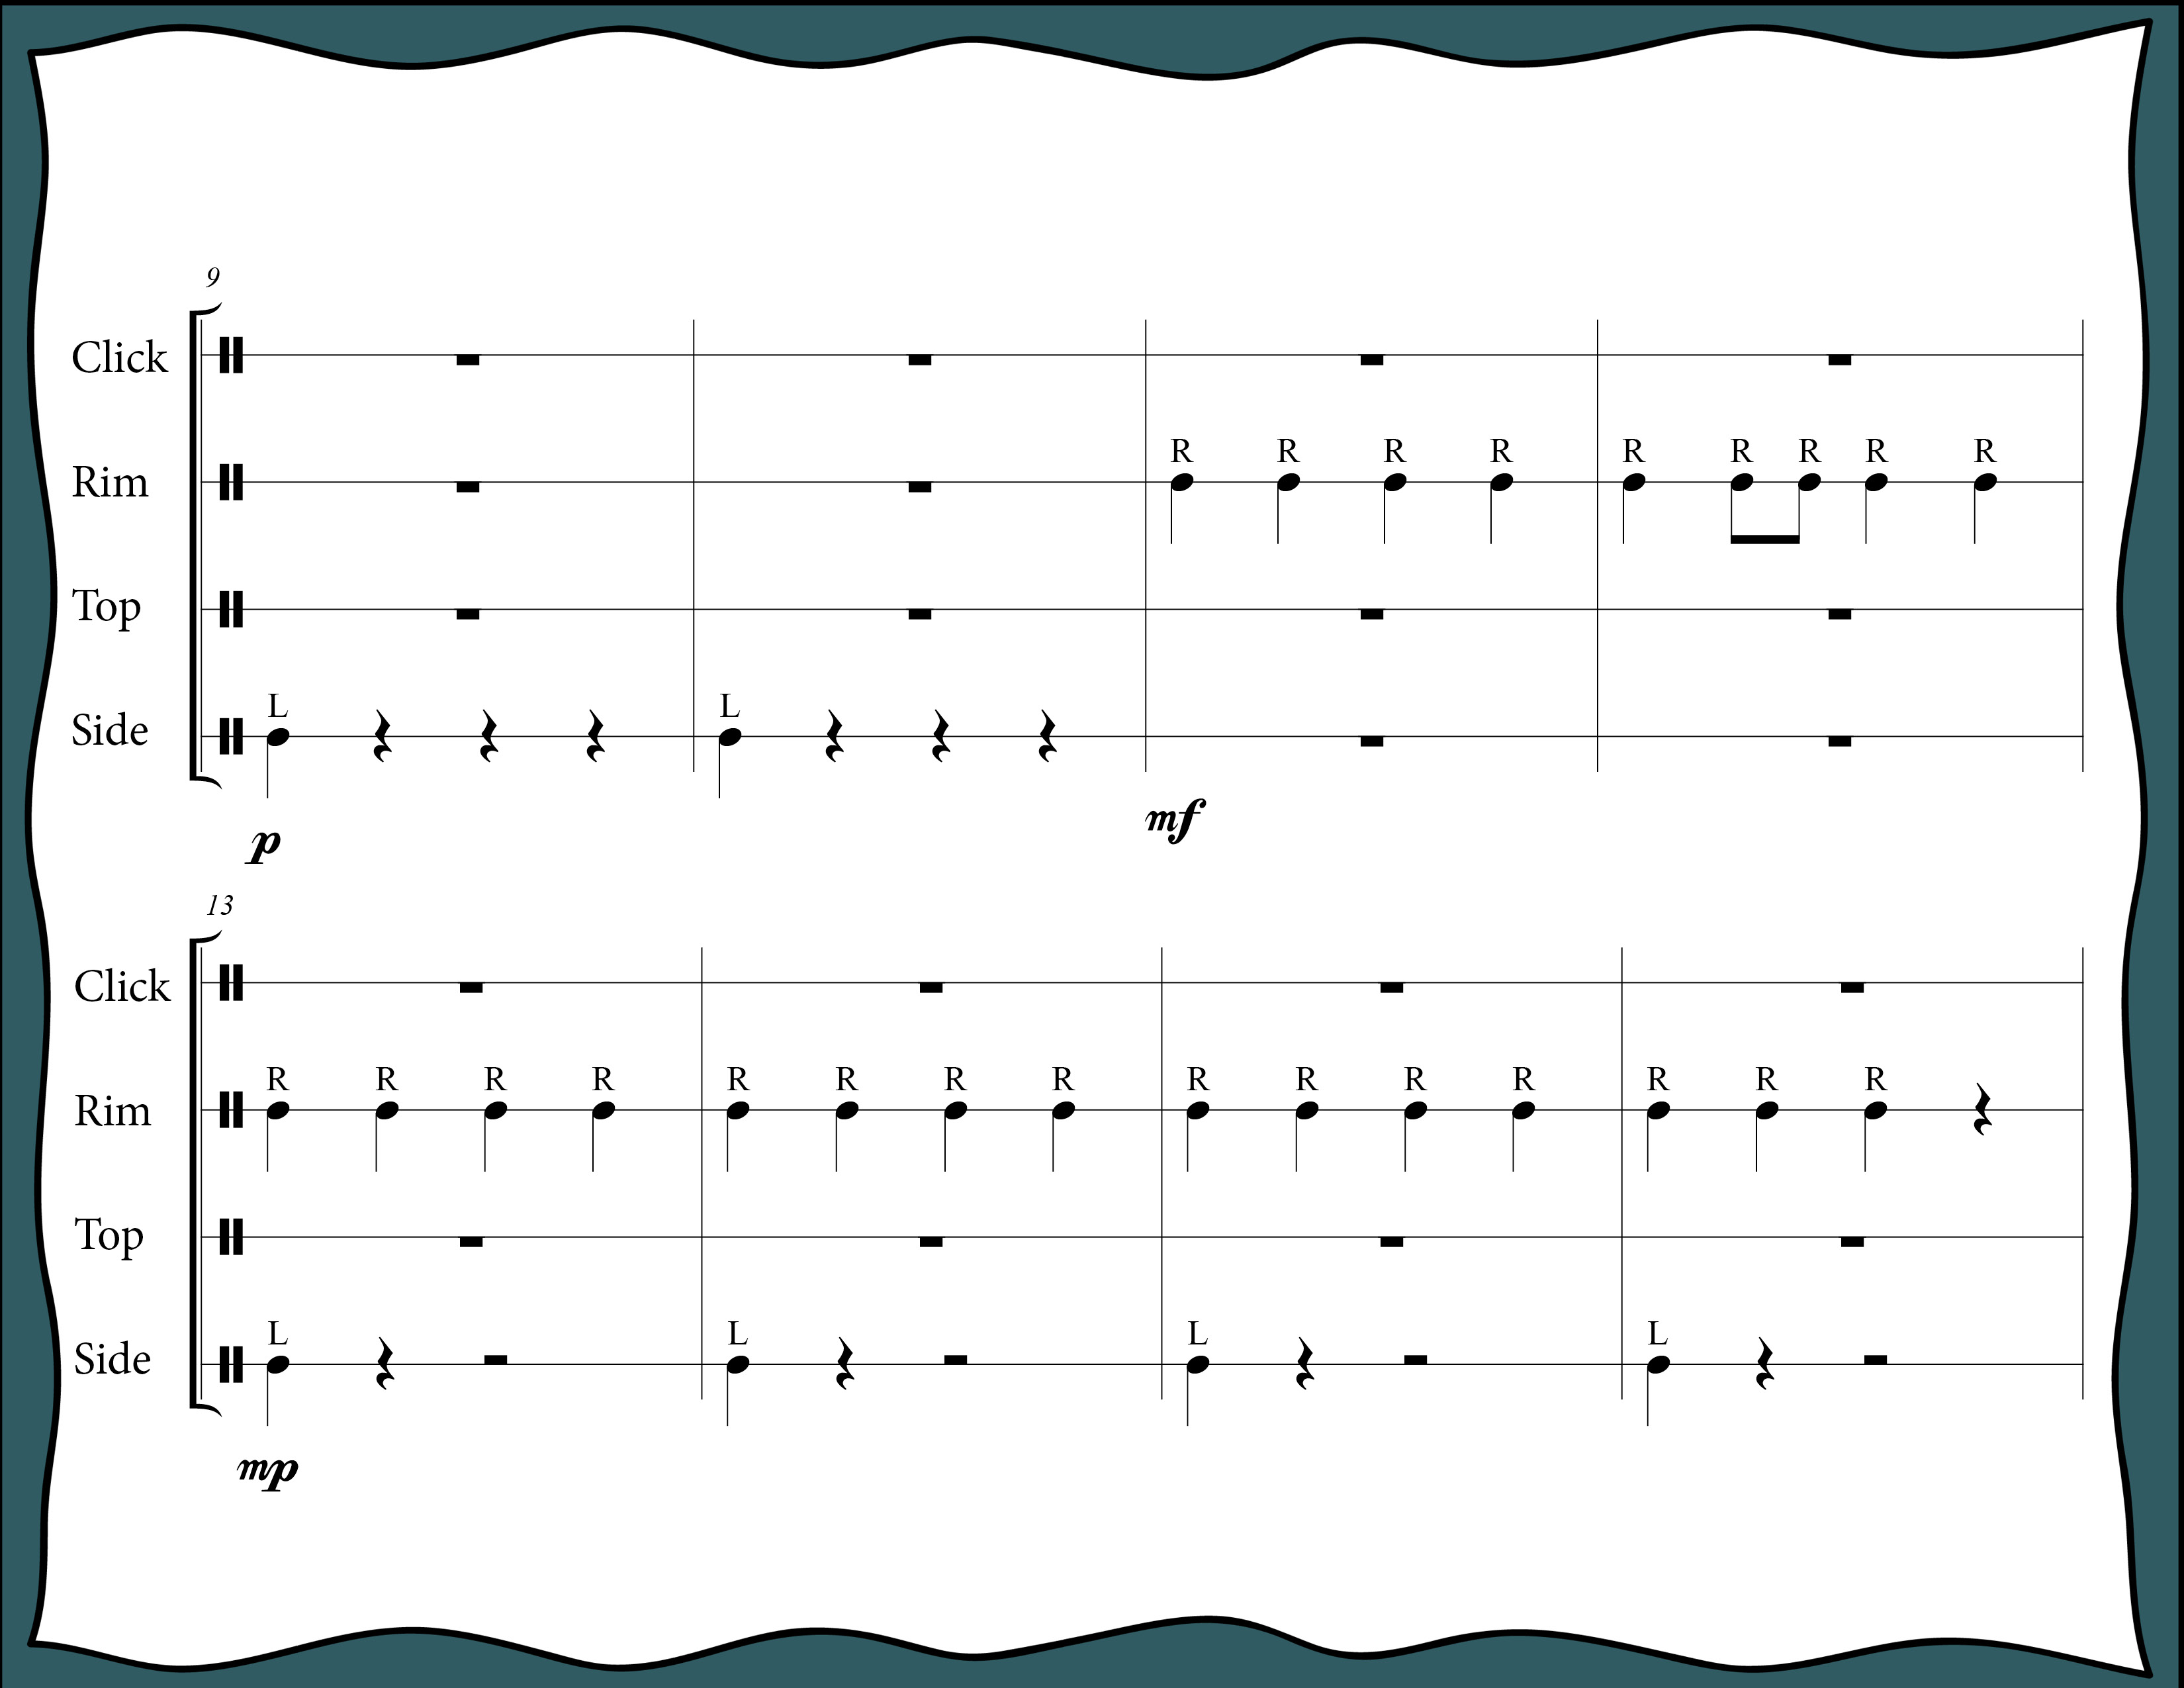 9
Click
R R R R R R R R R
Rim
Top
L L
Side
p mf
13
Click
R R R R R R R R R R R R R R R
Rim
Top
L L L L
Side
mp